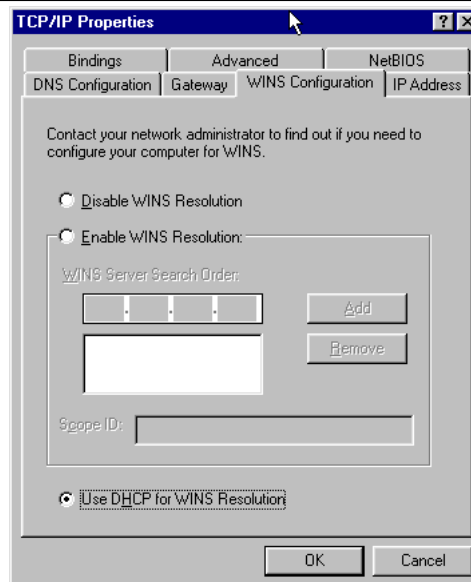 TCP/IP Properties
Bindings Advanced NetBIOS
DNS Configuration Gateway WINS Configuration IP Address
Contact your network administrator to find out if you need to
configure your computer for WINS.
Disable WINS Resolution
Enable WINS Resolution:
WINS Server Search Order:
Add
Remove
Scope ID:
Use DHCP for WINS Resolution
OK Cancel